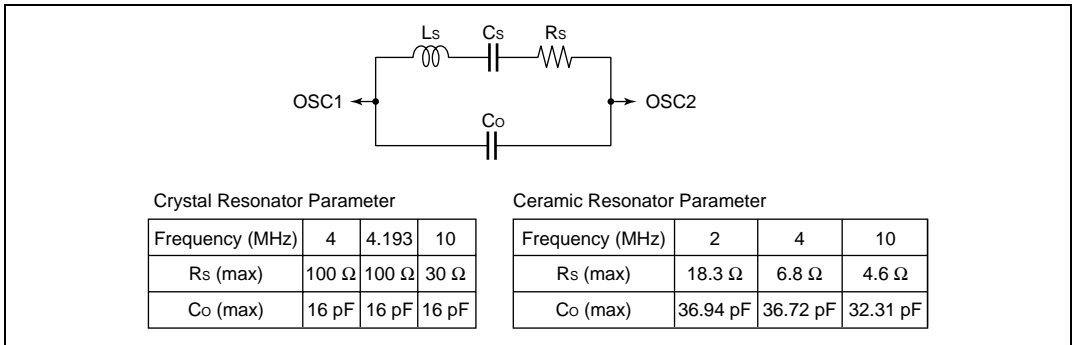 Ls Cs Rs
OSC1 OSC2
Co
Crystal Resonator Parameter
Frequency (MHz) 4 4.193 10
Rs (max) 100 Ω 100 Ω 30 Ω
Co (max) 16 pF 16 pF 16 pF
Ceramic Resonator Parameter
Frequency (MHz) 2 4 10
Rs (max) 18.3 Ω 6.8 Ω 4.6 Ω
Co (max) 36.94 pF 36.72 pF 32.31 pF